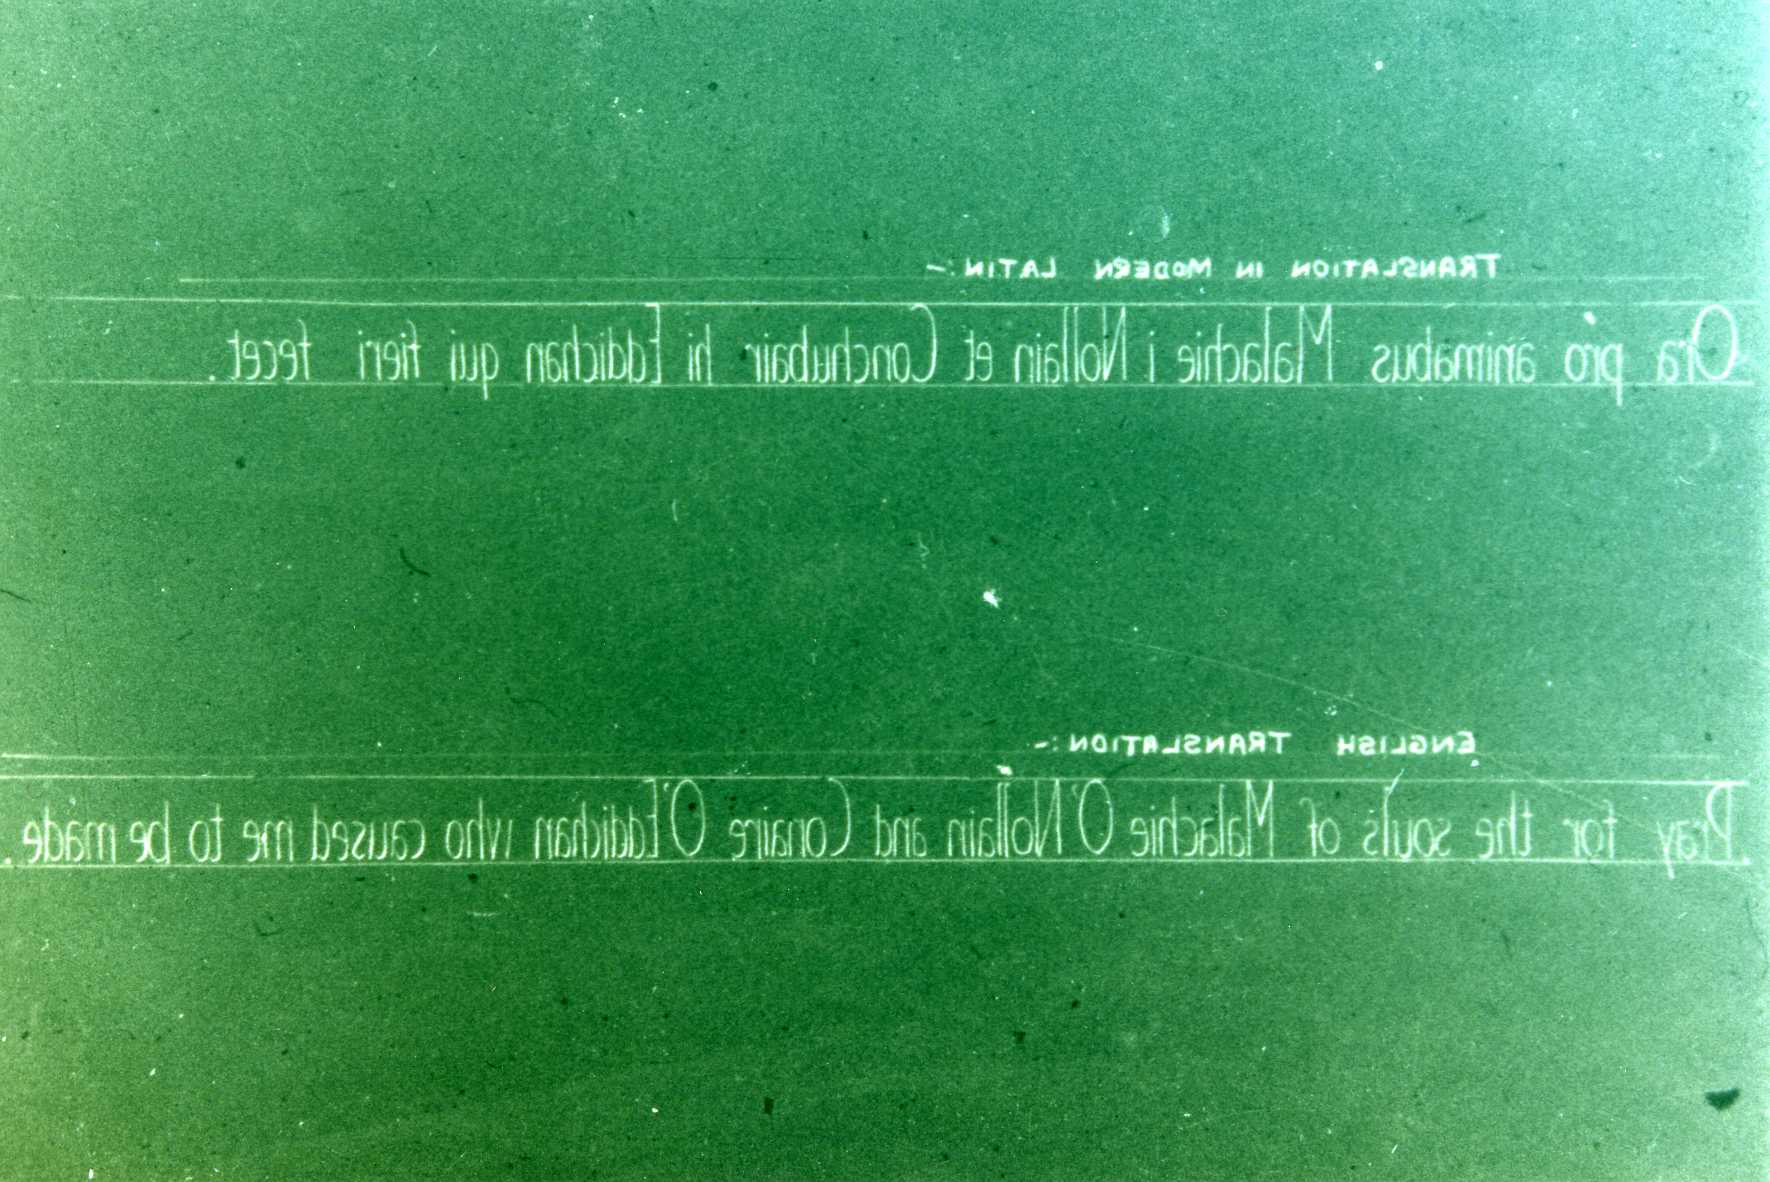 TRANSLATION IN MODERN LATIN :-
Ora pro animabus Malachie i Nollain et Conchubair hi Eddichan qui fieri fecet.
ENGLISH TRANSLATION :-
Pray for the souls of Malachie O'Nollain and Conaire O'Eddichan who caused me to be made.